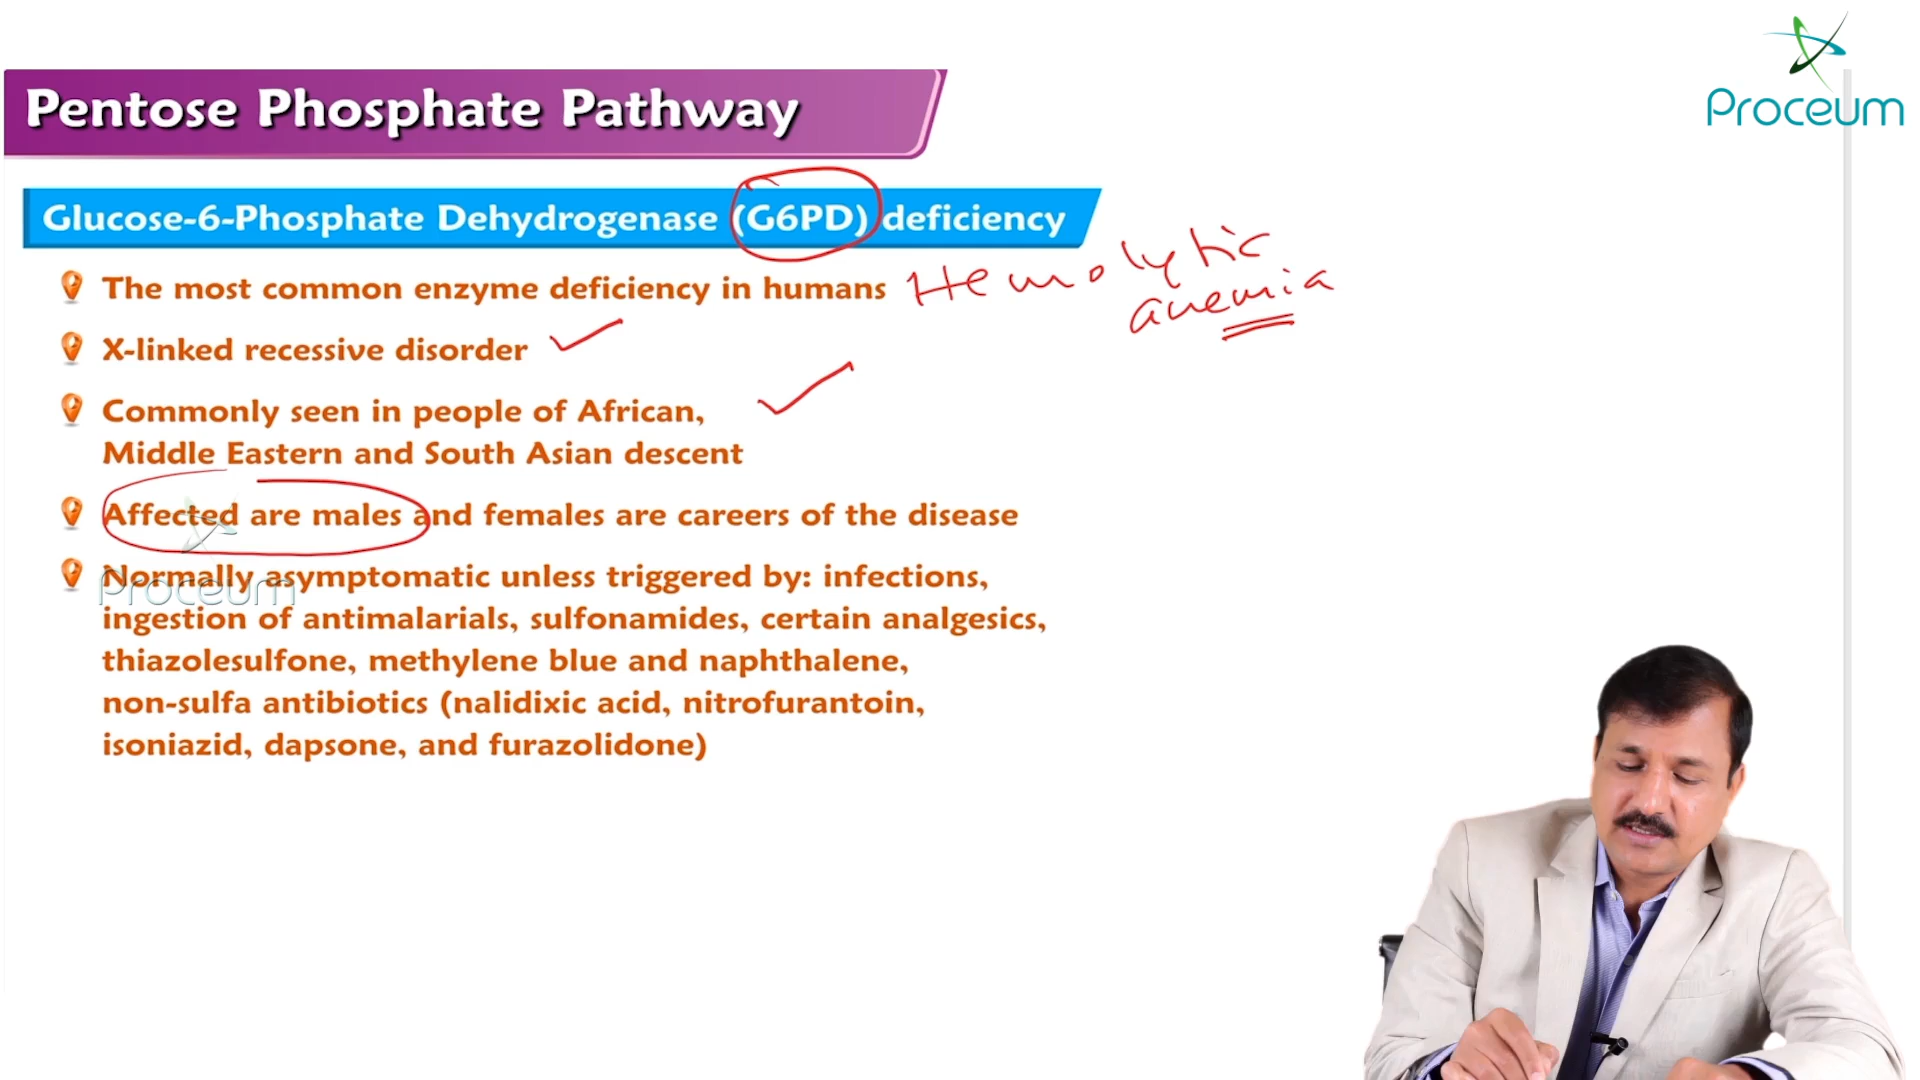 Proceum
Pentose Phosphate Pathway
Glucose-6-Phosphate Dehydrogenase (G6PD) deficiency
The most common enzyme deficiency in humans
Hemolytic
anemia
X-linked recessive disorder
Commonly seen in people of African,
Middle Eastern and South Asian descent
Affected are males and females are careers of the disease
Normally asymptomatic unless triggered by: infections,
Proceum
ingestion of antimalarials, sulfonamides, certain analgesics,
thiazolesulfone, methylene blue and naphthalene,
non-sulfa antibiotics (nalidixic acid, nitrofurantoin,
isoniazid, dapsone, and furazolidone)